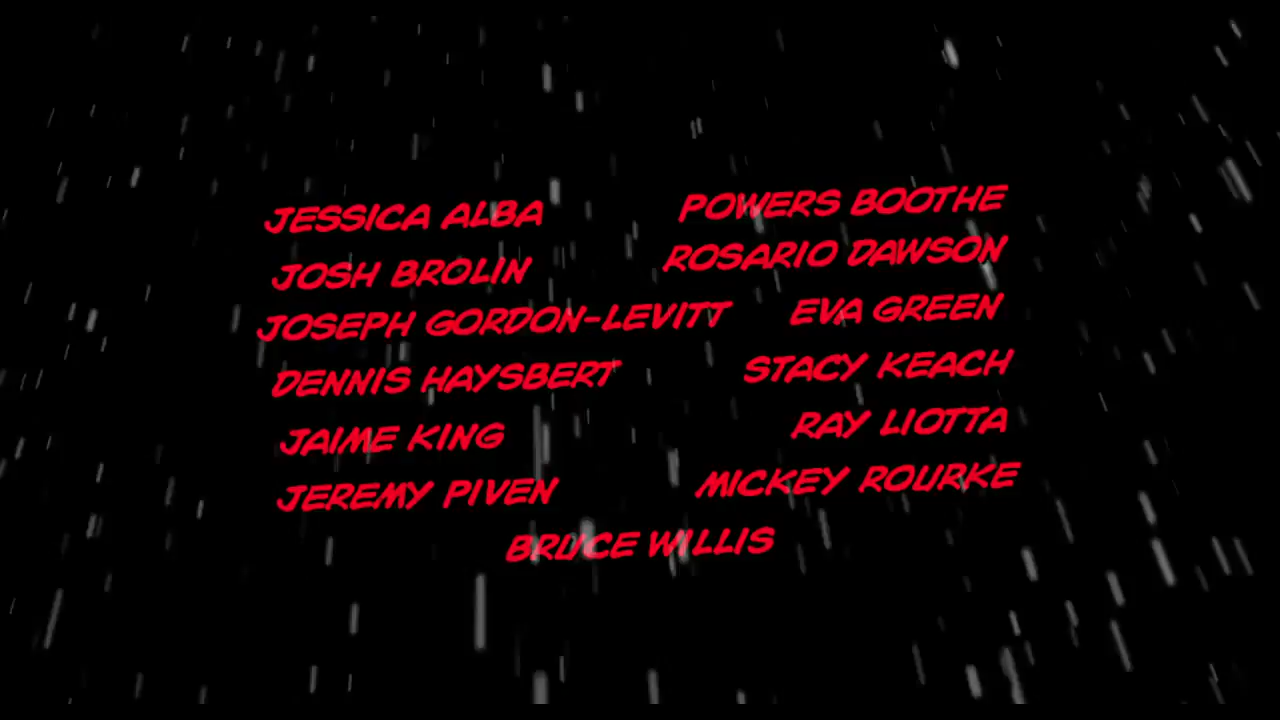 JESSICA ALBA
POWERS BOOTHE
JOSH BROLIN
ROSARIO DAWSON
JOSEPH GORDON-LEVITT
EVA GREEN
DENNIS HAYSBERT
STACY KEACH
JAIME KING
RAY LIOTTA
JEREMY PIVEN
MICKEY ROURKE
BRUCE WILLIS